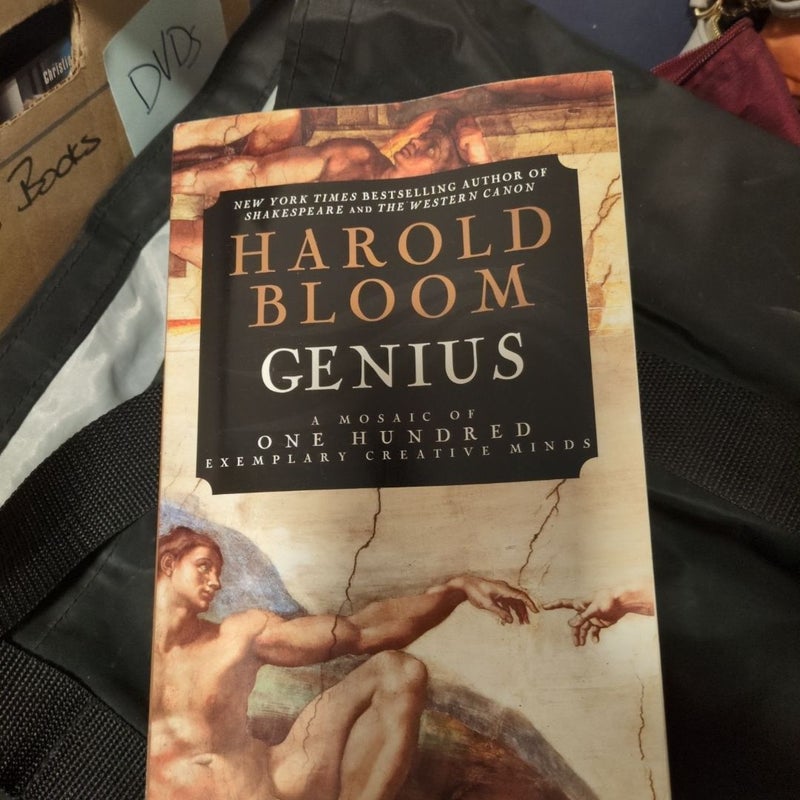 Christi
DVDs
Books
NEW YORK TIMES BESTSELLING AUTHOR OF
SHAKESPEARE AND THE WESTERN CANON
HAROLD
BLOOM
GENIUS
A MOSAIC OF
ONE HUNDRED
EXEMPLARY CREATIVE MINDS